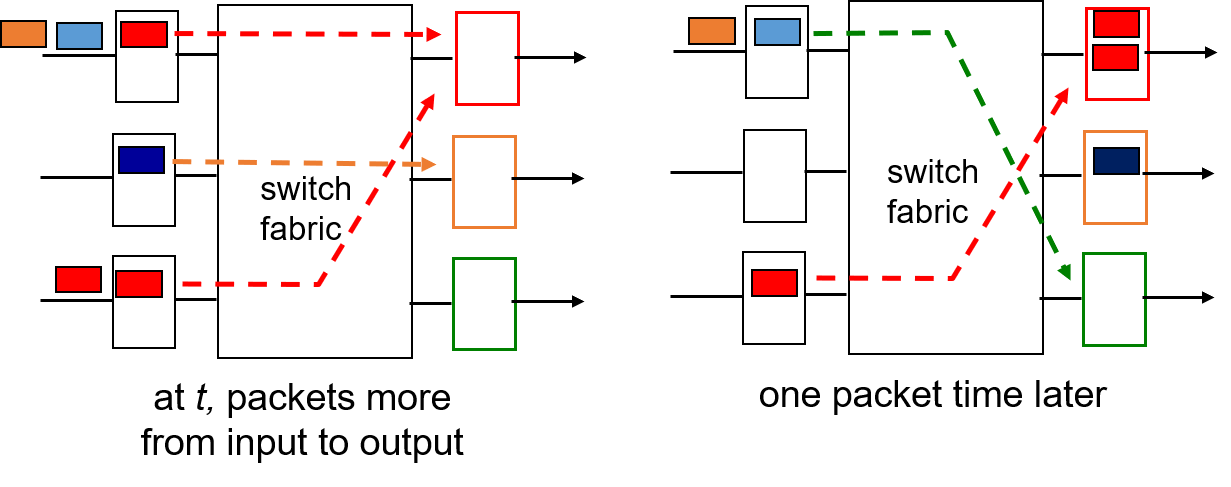 switch
fabric
at t, packets more
from input to output
switch
fabric
one packet time later